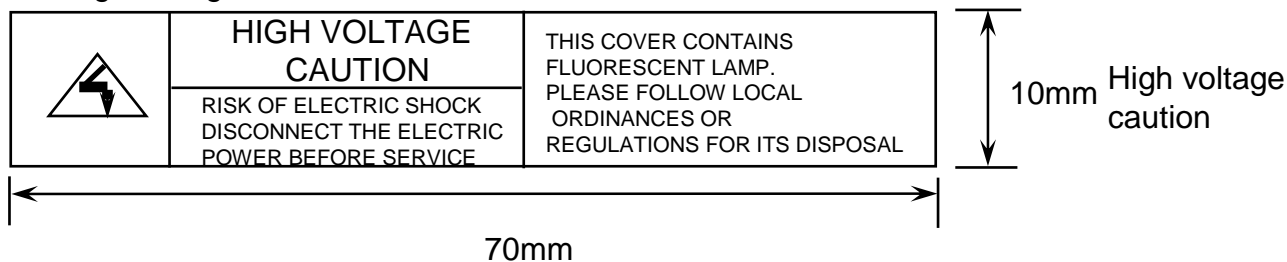 HIGH VOLTAGE
CAUTION
RISK OF ELECTRIC SHOCK
DISCONNECT THE ELECTRIC
POWER BEFORE SERVICE
THIS COVER CONTAINS
FLUORESCENT LAMP.
PLEASE FOLLOW LOCAL
ORDINANCES OR
REGULATIONS FOR ITS DISPOSAL
10mm
High voltage
caution
70mm